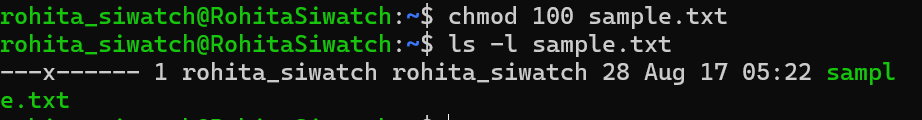 rohita_siwatch@RohitaSiwatch:~$ chmod 100 sample.txt
rohita_siwatch@RohitaSiwatch:~$ ls -l sample.txt
---x------ 1 rohita_siwatch rohita_siwatch 28 Aug 17 05:22 sampl
e.txt